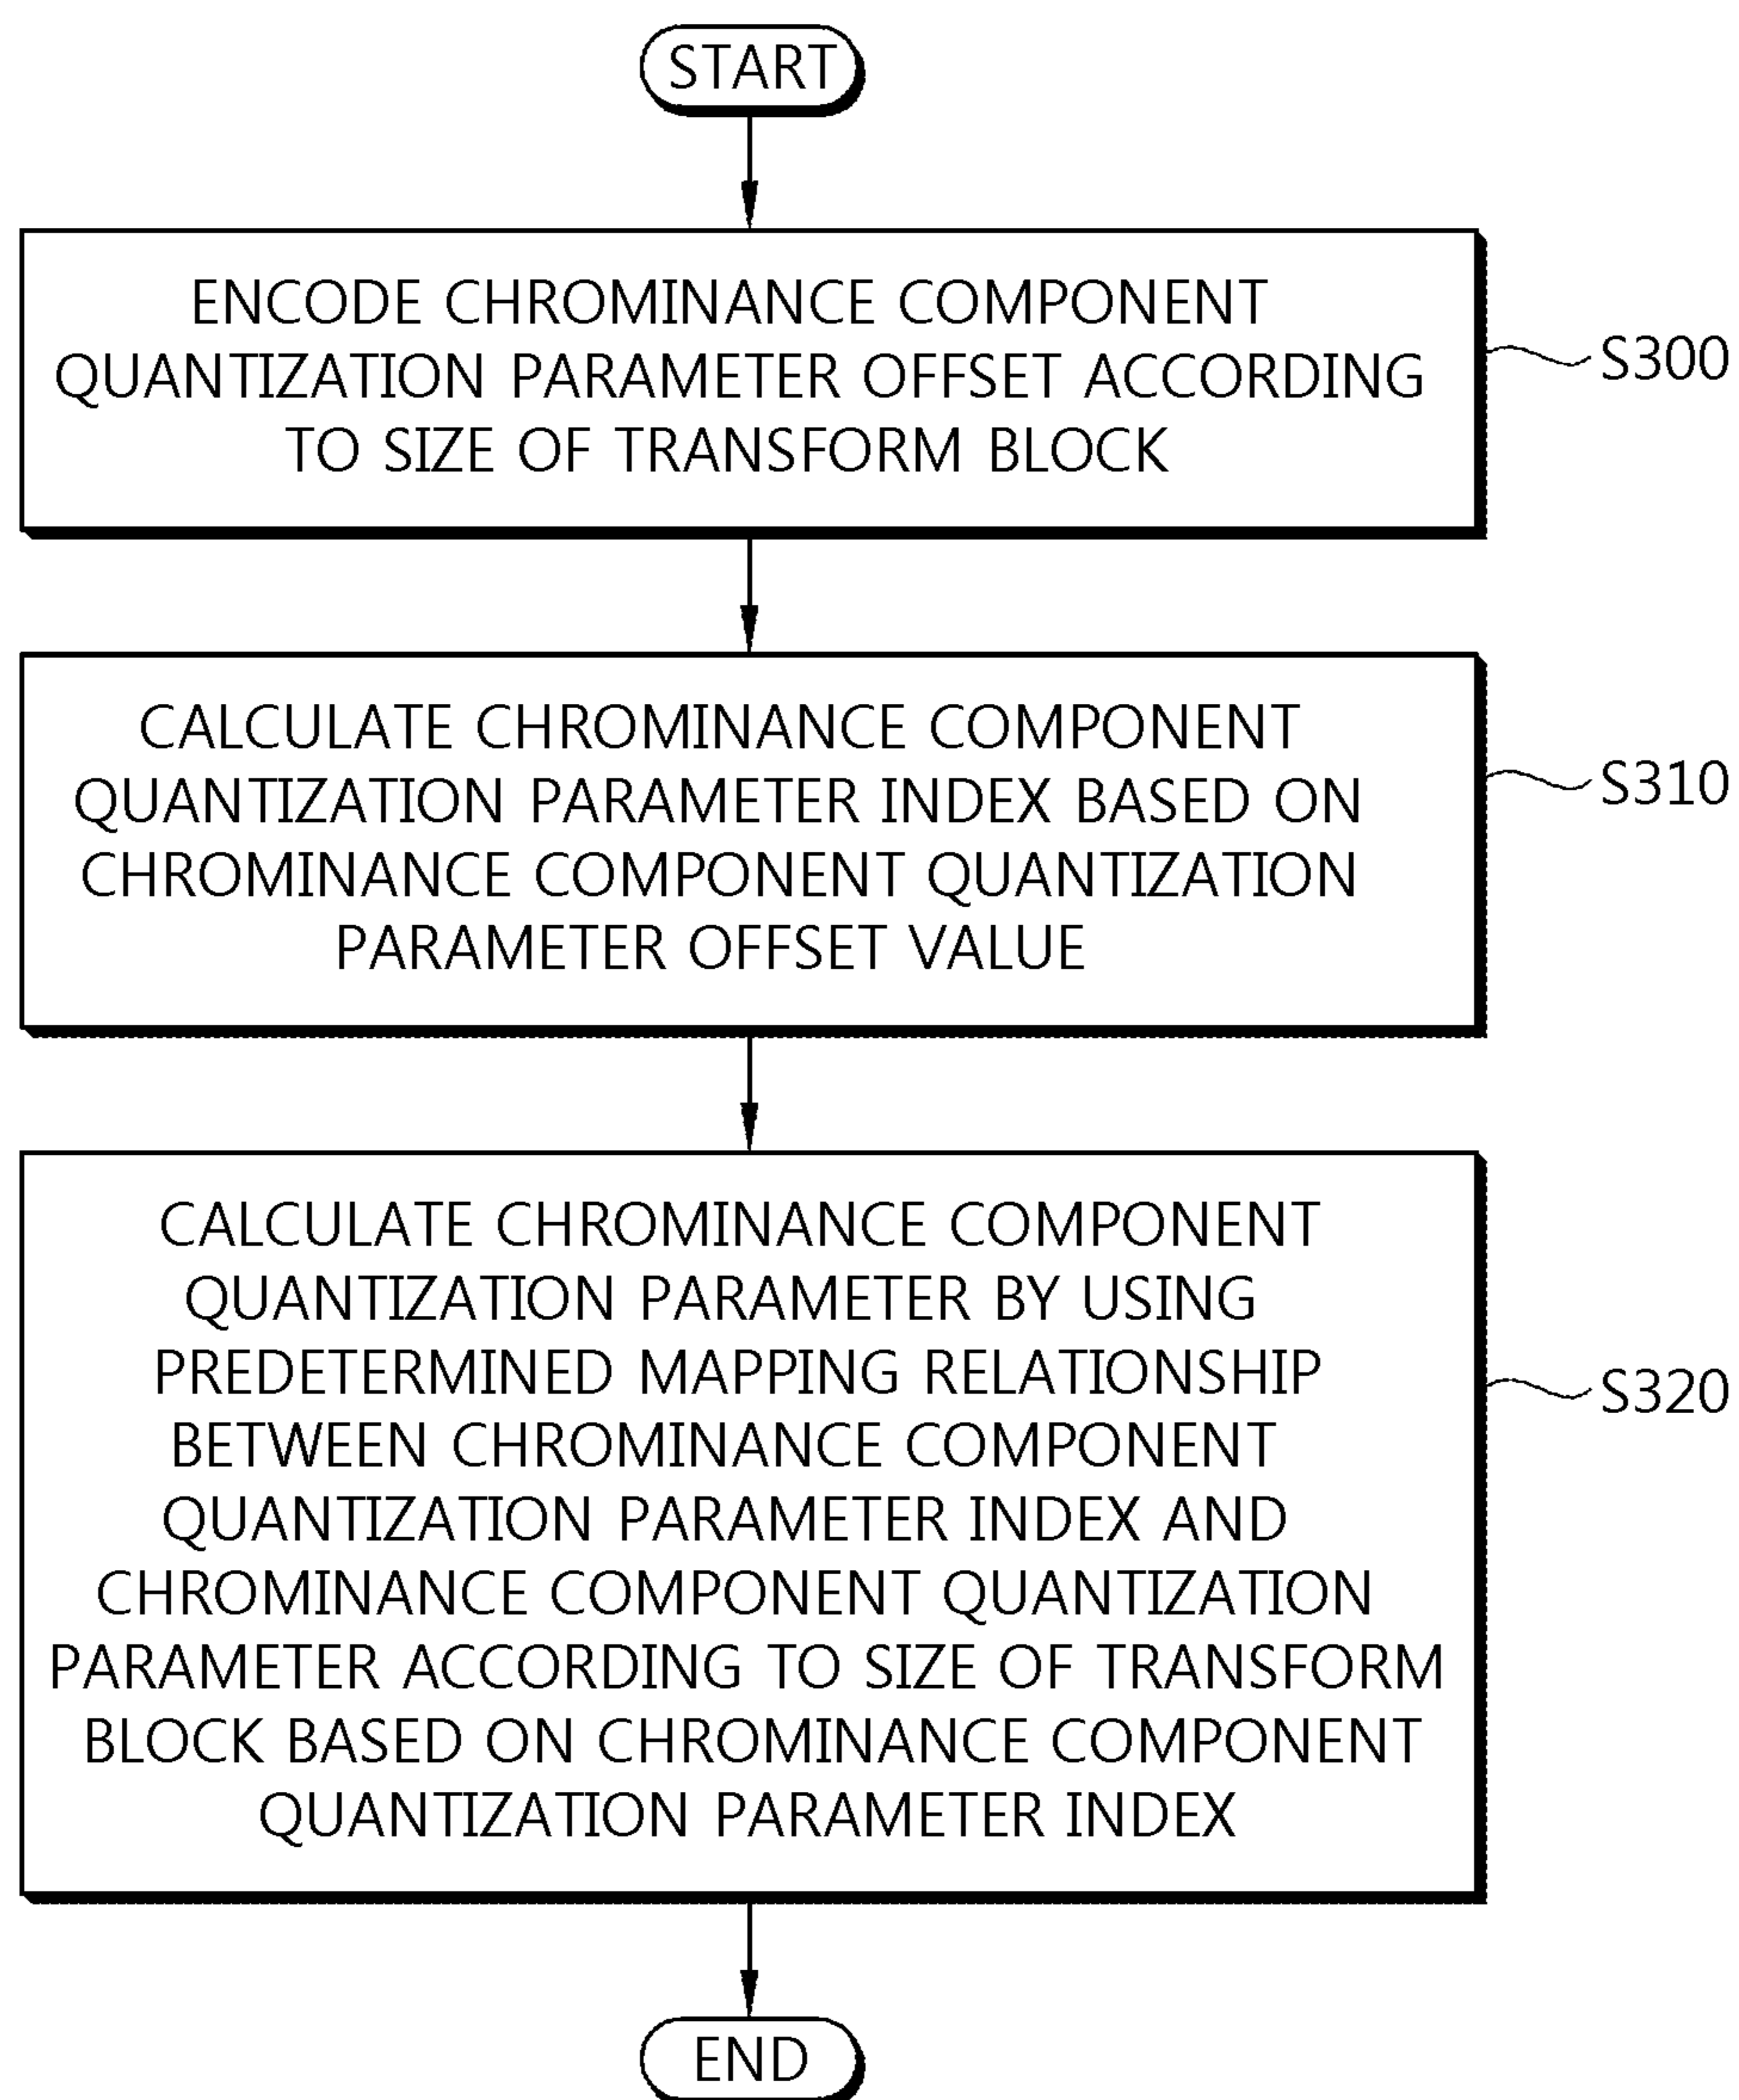 START
ENCODE CHROMINANCE COMPONENT
QUANTIZATION PARAMETER OFFSET ACCORDING
TO SIZE OF TRANSFORM BLOCK
S300
CALCULATE CHROMINANCE COMPONENT
QUANTIZATION PARAMETER INDEX BASED ON
CHROMINANCE COMPONENT QUANTIZATION
PARAMETER OFFSET VALUE
S310
CALCULATE CHROMINANCE COMPONENT
QUANTIZATION PARAMETER BY USING
PREDETERMINED MAPPING RELATIONSHIP
BETWEEN CHROMINANCE COMPONENT
QUANTIZATION PARAMETER INDEX AND
CHROMINANCE COMPONENT QUANTIZATION
PARAMETER ACCORDING TO SIZE OF TRANSFORM
BLOCK BASED ON CHROMINANCE COMPONENT
QUANTIZATION PARAMETER INDEX
S320
END